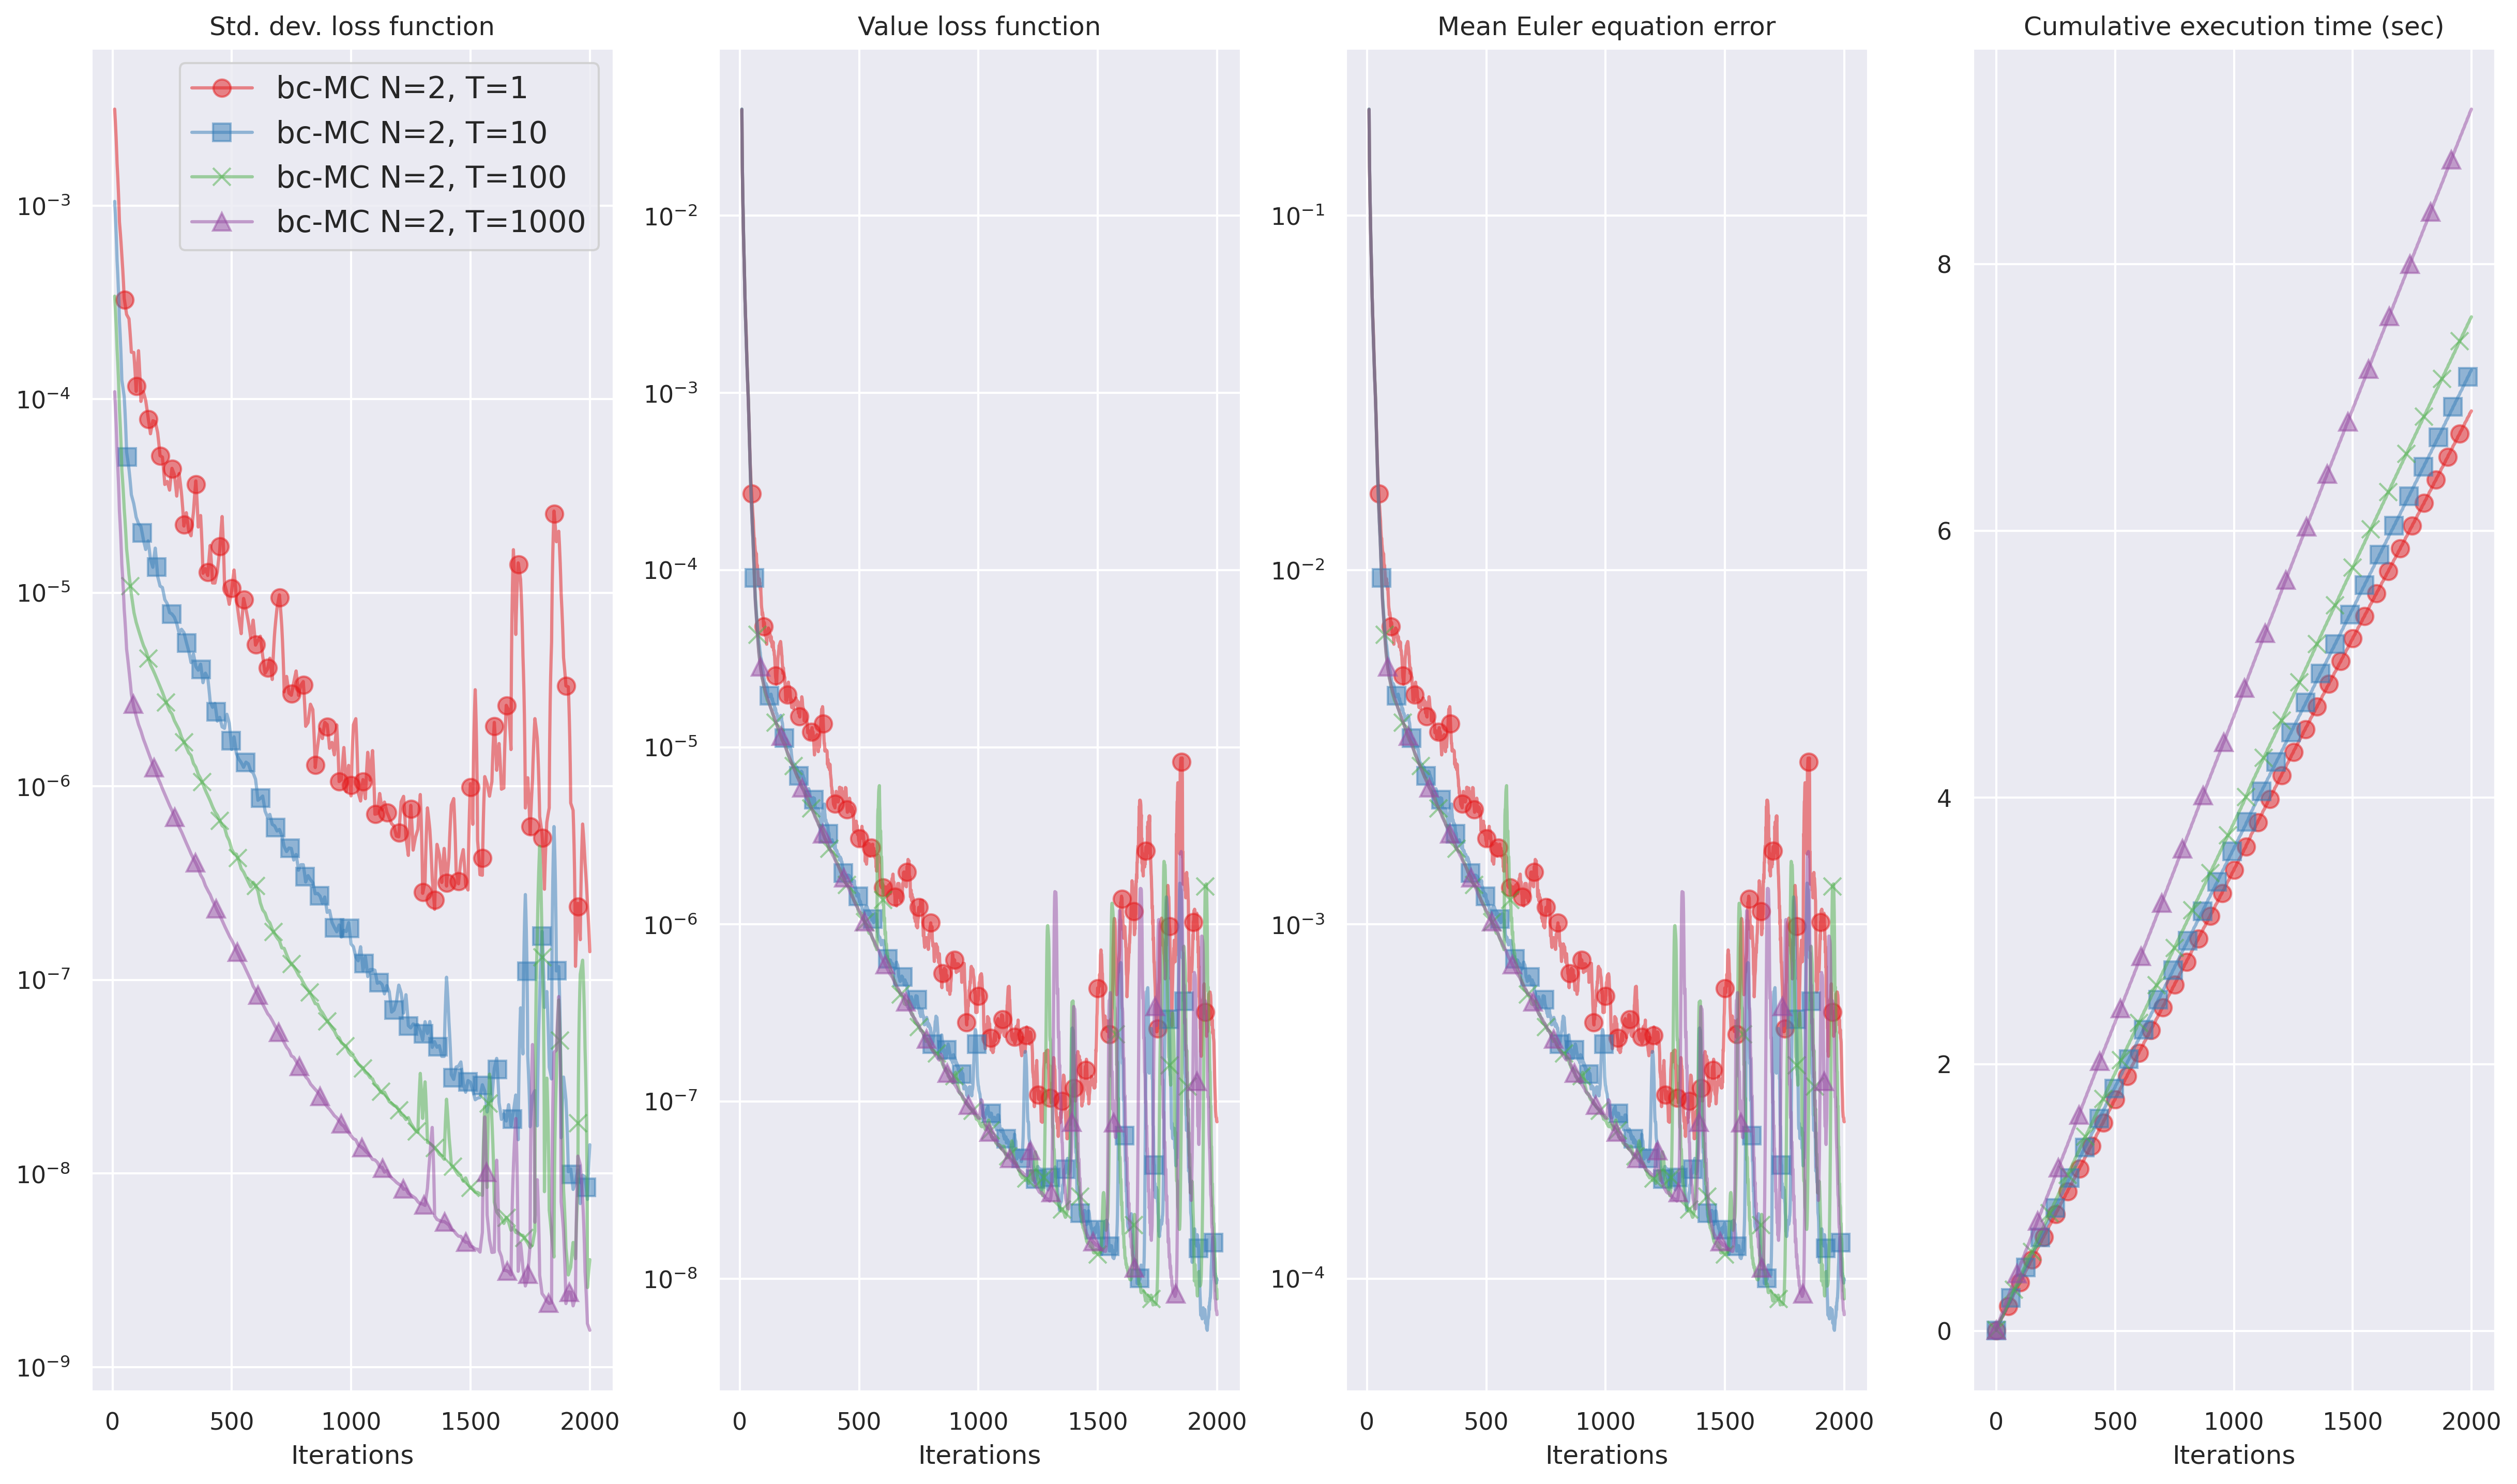 Std. dev. loss function
bc-MC N=2, T=1
bc-MC N=2, T=10
bc-MC N=2, T=100
bc-MC N=2, T=1000
10⁻³
10⁻⁴
10⁻⁵
10⁻⁶
10⁻⁷
10⁻⁸
10⁻⁹
0 500 1000 1500 2000
Iterations
Value loss function
10⁻²
10⁻³
10⁻⁴
10⁻⁵
10⁻⁶
10⁻⁷
10⁻⁸
0 500 1000 1500 2000
Iterations
Mean Euler equation error
10⁻¹
10⁻²
10⁻³
10⁻⁴
0 500 1000 1500 2000
Iterations
Cumulative execution time (sec)
8
6
4
2
0
0 500 1000 1500 2000
Iterations